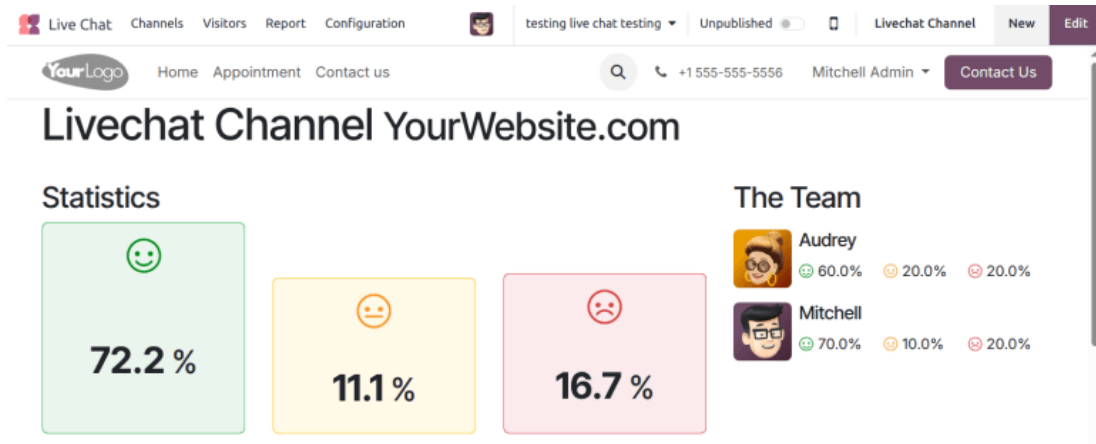 Live Chat Channels Visitors Report Configuration testing live chat testing Unpublished Livechat Channel New Edit
YourLogo Home Appointment Contact us +1 555-555-5556 Mitchell Admin Contact Us
Livechat Channel YourWebsite.com
Statistics
72.2 %
11.1 %
16.7 %
The Team
Audrey
60.0% 20.0% 20.0%
Mitchell
70.0% 10.0% 20.0%